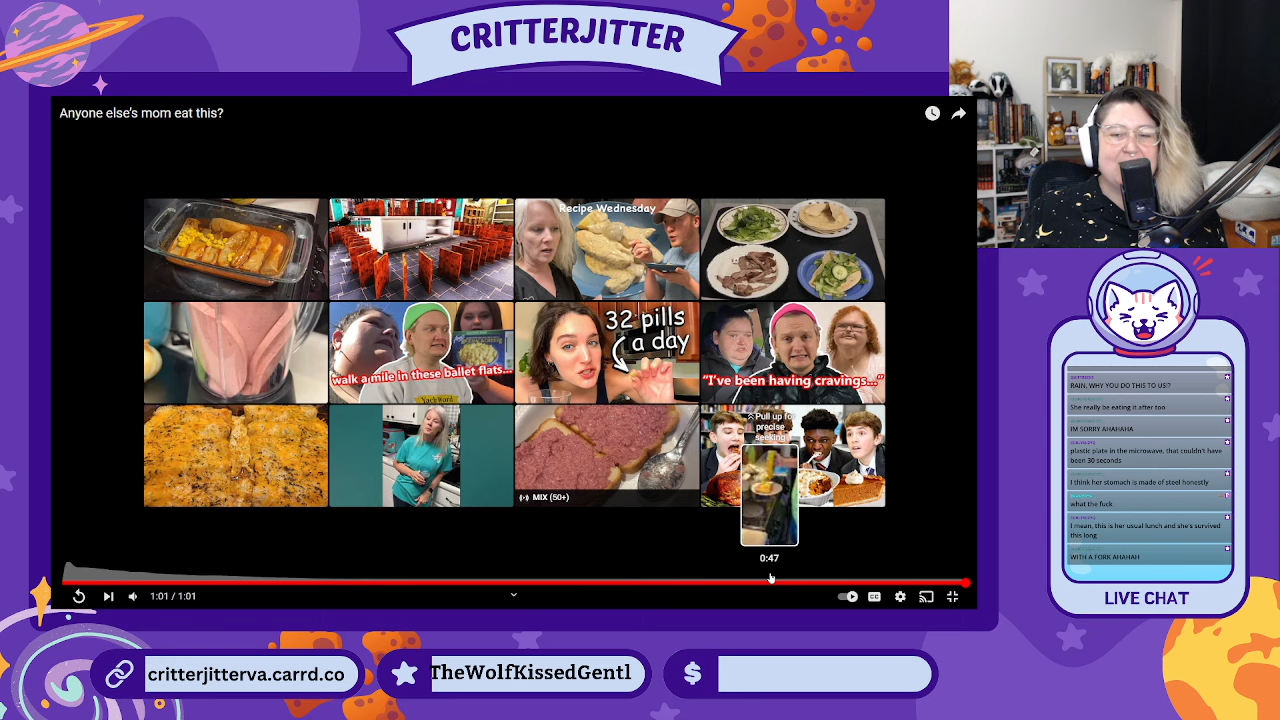 CRITTERJITTER
Anyone else's mom eat this?
Recipe Wednesday
32 pills
a day
walk a mile in these ballet flats...
"I've been having cravings..."
Pull up for
precise
seeking
MIX (50+)
0:47
1:01 / 1:01
CC
RAIN, WHY YOU DO THIS TO US!?
She really be eating it after too
IM SORRY AHAHAHA
plastic plate in the microwave, that couldn't have
been 30 seconds
I think her stomach is made of steel honestly
what the fuck
I mean, this is her usual lunch and she's survived
this long
WITH A FORK AHAHAH
LIVE CHAT
critterjitterva.carrd.co
TheWolfKissedGentl
$